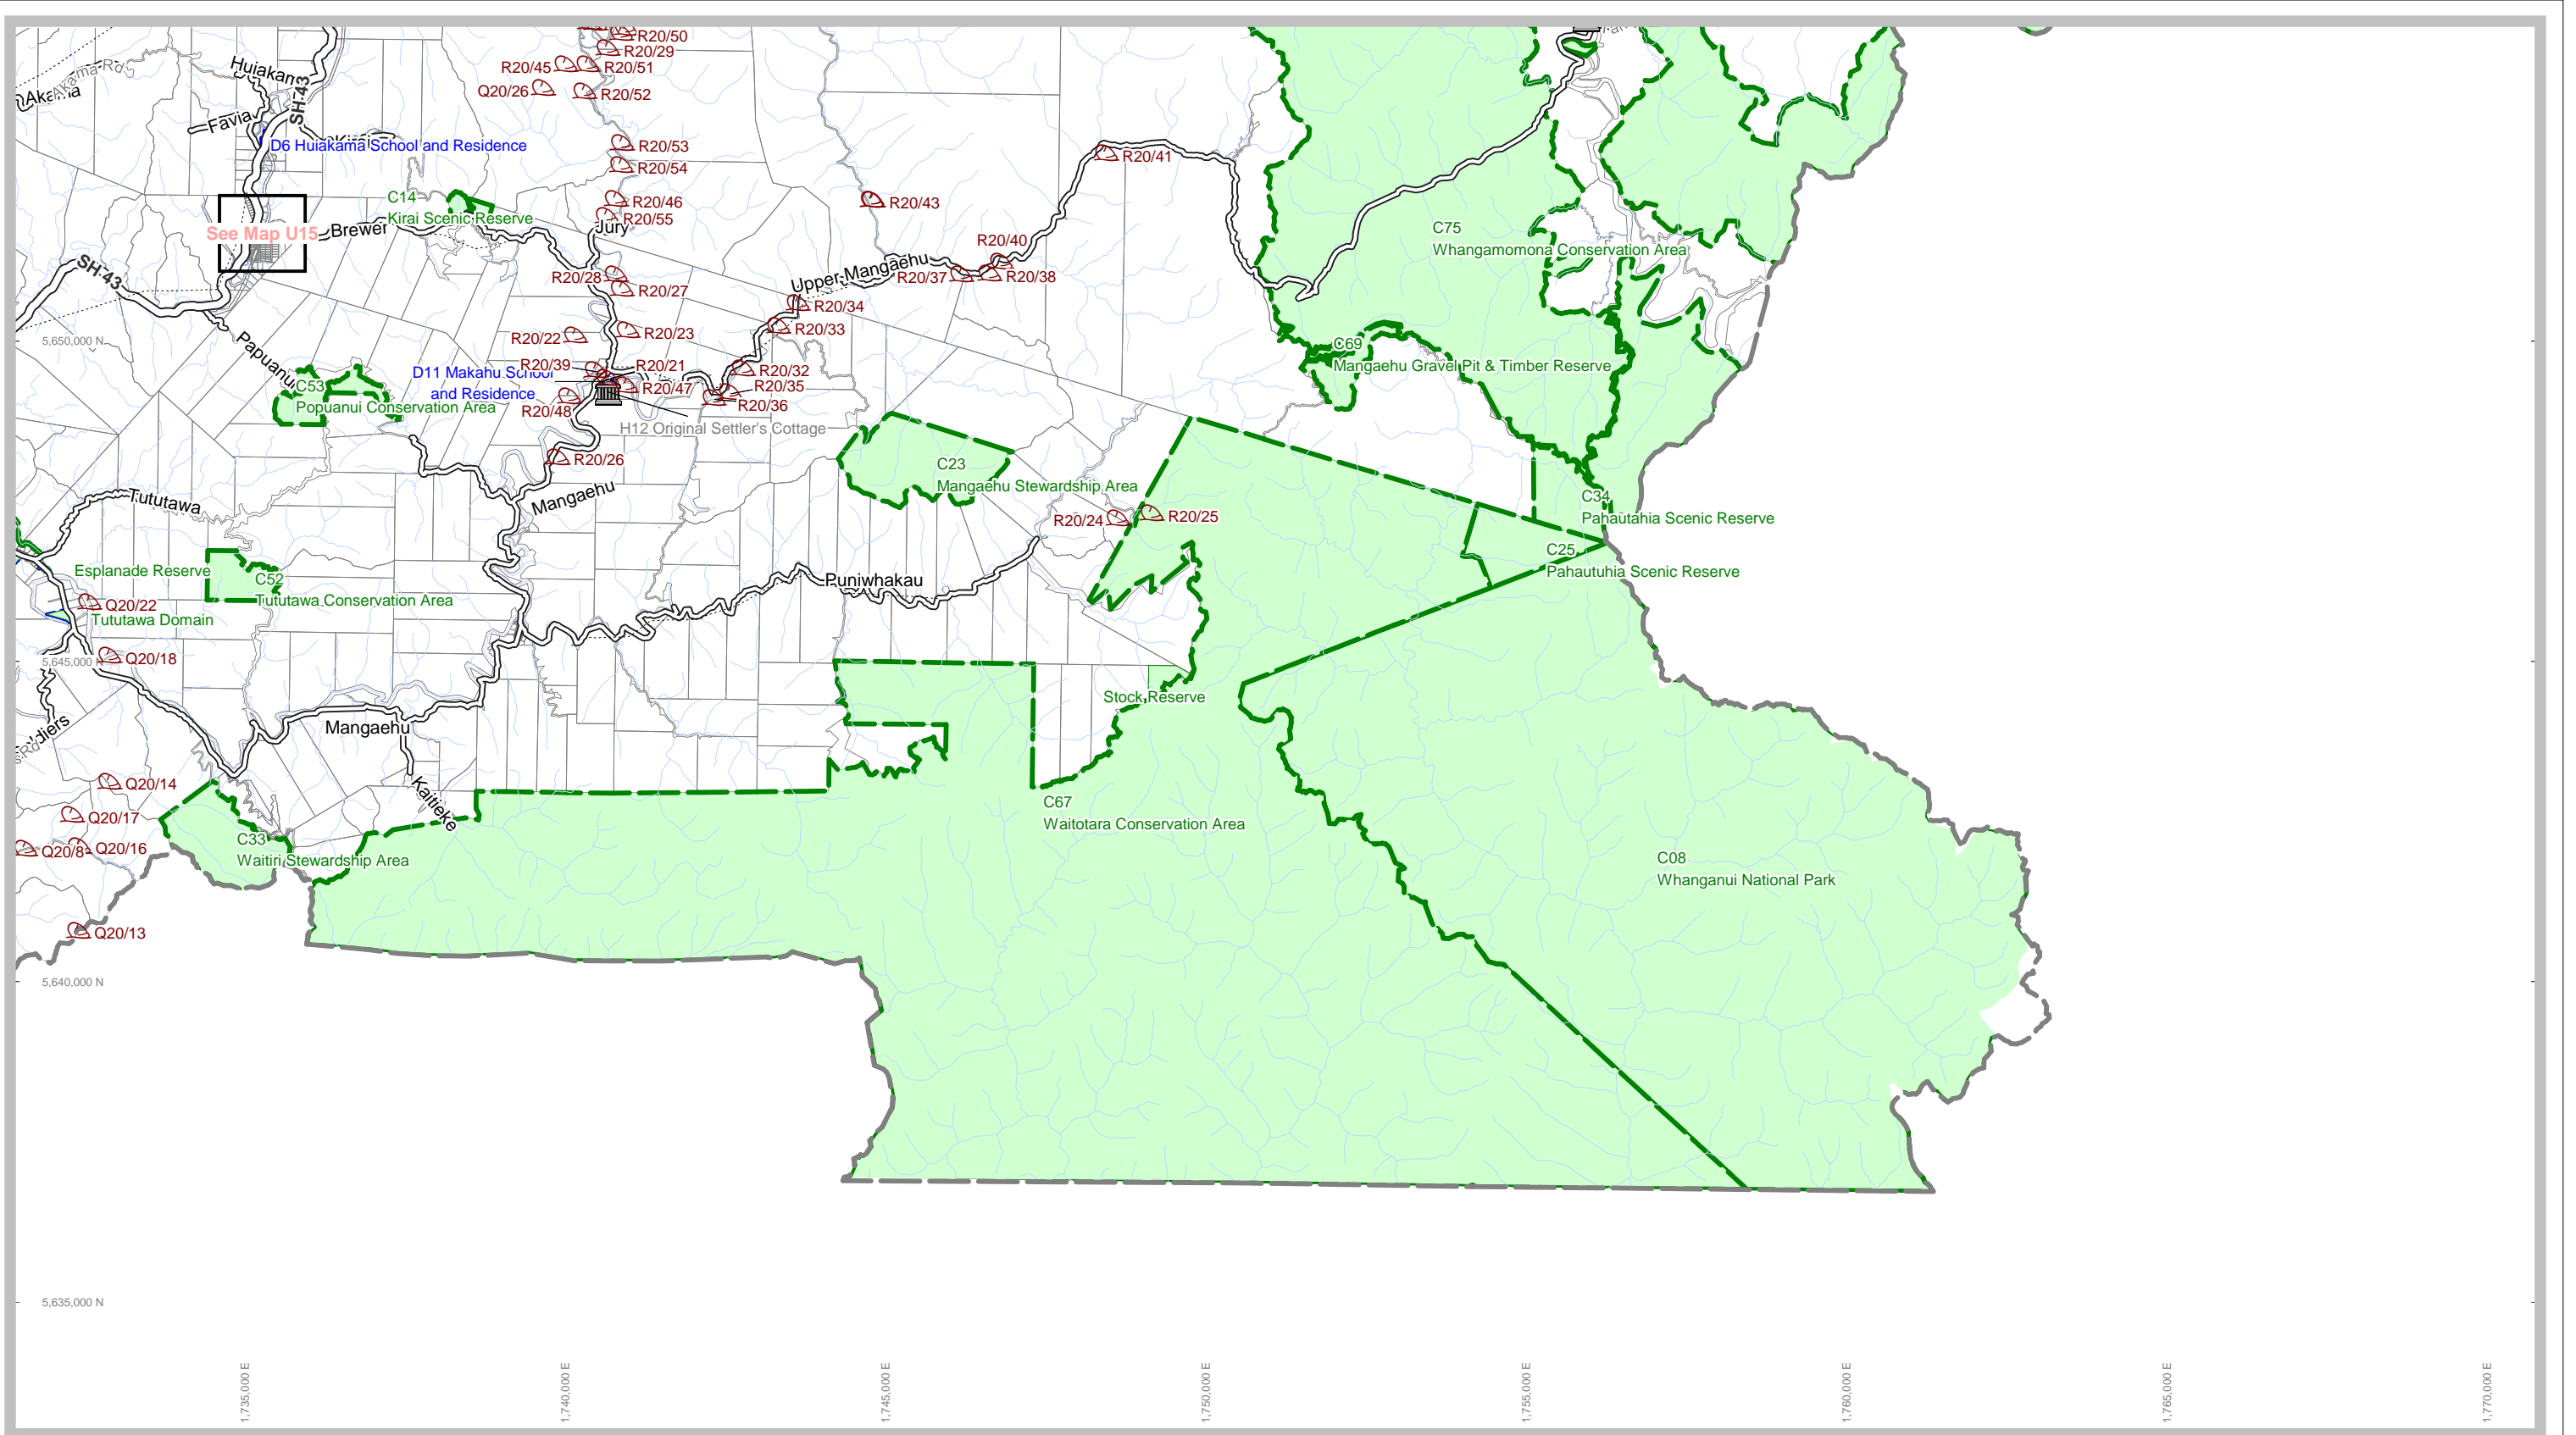 R20/50
R20/29
R20/45
R20/51
Q20/26
R20/52
Huiakama
Akama Rd
Akama
SH-43
Favia
Kirai
D6 Huiakama School and Residence
R20/53
R20/54
R20/41
C14
Kirai Scenic Reserve
R20/46
R20/55
R20/43
See Map U15
Brewer
Jury
C75
Whangamomona Conservation Area
R20/40
SH-43
R20/28
Upper Mangaehu
R20/37
R20/38
R20/27
R20/34
R20/33
R20/22
R20/23
5,650,000 N
Papuanui
C69
Mangaehu Gravel Pit & Timber Reserve
R20/39
R20/21
D11 Makahu School
and Residence
R20/32
C53
R20/47
R20/35
Popuanui Conservation Area
R20/48
R20/36
H12 Original Settler's Cottage
R20/26
C23
Mangaehu Stewardship Area
Tututawa
Mangaehu
C34
Pahautahia Scenic Reserve
R20/24
R20/25
C25
Pahautuhia Scenic Reserve
Esplanade Reserve
C52
Tututawa Conservation Area
Puniwhakau
Q20/22
Tututawa Domain
Q20/18
5,645,000 N
Stock Reserve
Mangaehu
Q20/14
Kaitieke
C67
Waitotara Conservation Area
Q20/17
C33
Waitiri Stewardship Area
Q20/8
Q20/16
C08
Whanganui National Park
Q20/13
5,640,000 N
5,635,000 N
1,735,000 E
1,740,000 E
1,745,000 E
1,750,000 E
1,755,000 E
1,760,000 E
1,765,000 E
1,770,000 E